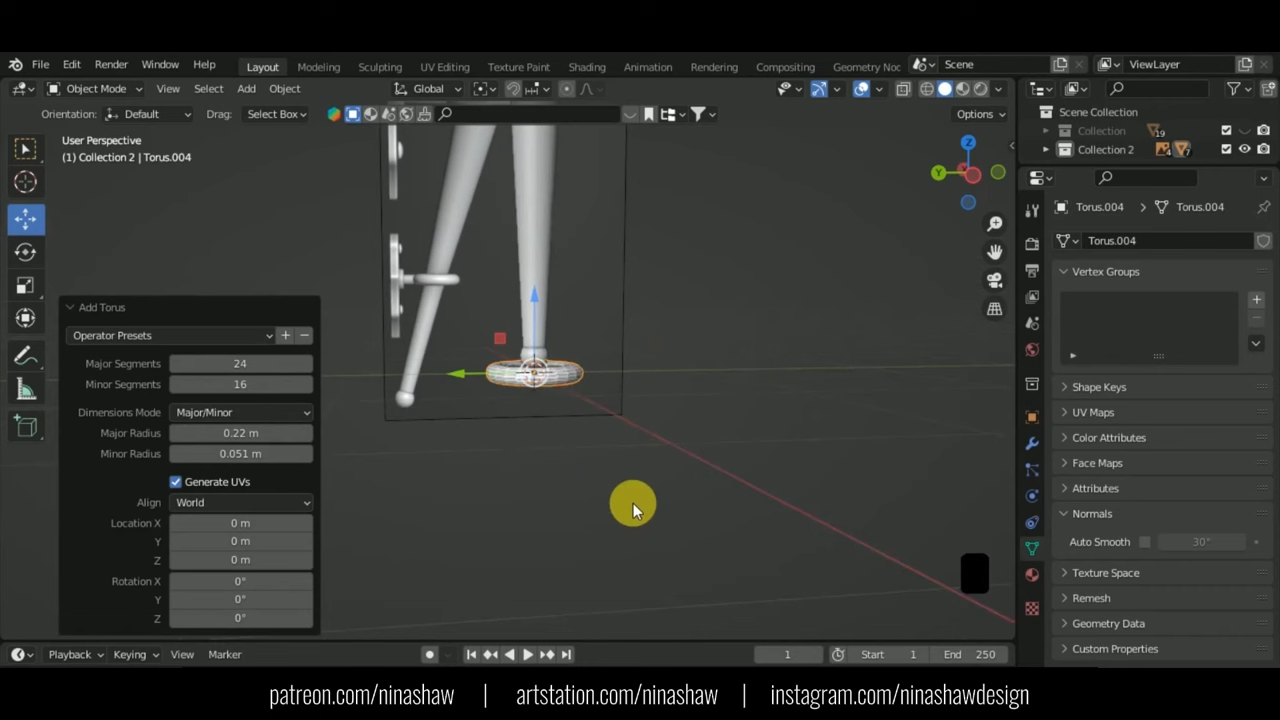 File Edit Render Window Help Layout Modeling Sculpting UV Editing Texture Paint Shading Animation Rendering Compositing Geometry Noc Scene ViewLayer
Object Mode View Select Add Object Global
Orientation: Default Drag: Select Box Options
User Perspective
(1) Collection 2 | Torus.004
Z
Y
Add Torus
Operator Presets
Major Segments 24
Minor Segments 16
Dimensions Mode Major/Minor
Major Radius 0.22 m
Minor Radius 0.051 m
Generate UVs
Align World
Location X 0 m
Y 0 m
Z 0 m
Rotation X 0°
Y 0°
Z 0°
Scene Collection
Collection 19
Collection 2 4 7
Torus.004 Torus.004
Torus.004
Vertex Groups
Shape Keys
UV Maps
Color Attributes
Face Maps
Attributes
Normals
Auto Smooth 30°
Texture Space
Remesh
Geometry Data
Custom Properties
Playback Keying View Marker 1 Start 1 End 250
patreon.com/ninashaw | artstation.com/ninashaw | instagram.com/ninashawdesign